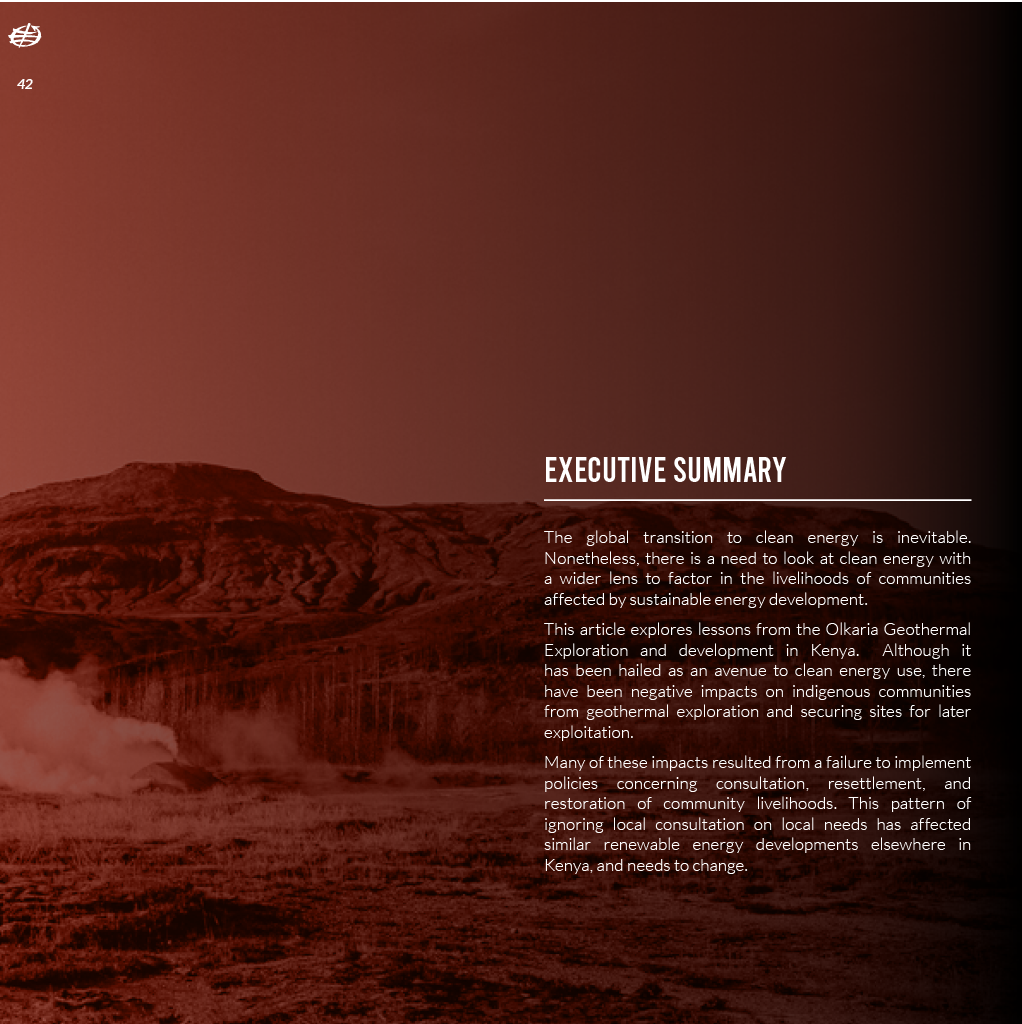 42
EXECUTIVE SUMMARY
The global transition to clean energy is inevitable.
Nonetheless, there is a need to look at clean energy with
a wider lens to factor in the livelihoods of communities
affected by sustainable energy development.
This article explores lessons from the Olkaria Geothermal
Exploration and development in Kenya. Although it
has been hailed as an avenue to clean energy use, there
have been negative impacts on indigenous communities
from geothermal exploration and securing sites for later
exploitation.
Many of these impacts resulted from a failure to implement
policies concerning consultation, resettlement, and
restoration of community livelihoods. This pattern of
ignoring local consultation on local needs has affected
similar renewable energy developments elsewhere in
Kenya, and needs to change.